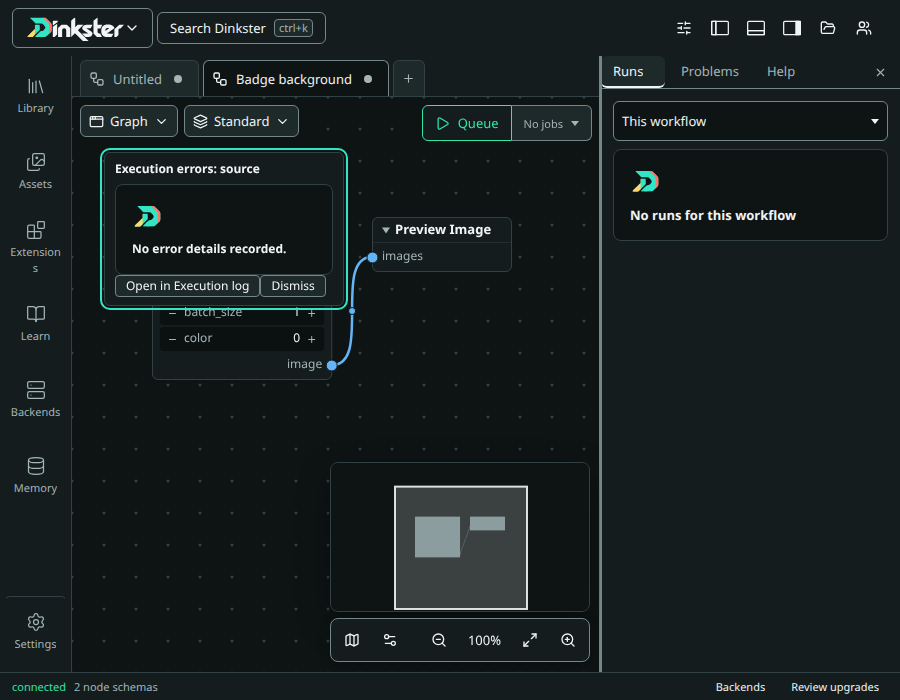 Dinkster
Search Dinkster ctrl+k
Untitled
Badge background
Runs
Problems
Help
Library
Assets
Extension
s
Learn
Backends
Memory
Settings
Graph
Standard
Queue
No jobs
This workflow
No runs for this workflow
Execution errors: source
No error details recorded.
Open in Execution log
Dismiss
Preview Image
images
batch_size 1
color 0
image
100%
connected
2 node schemas
Backends
Review upgrades